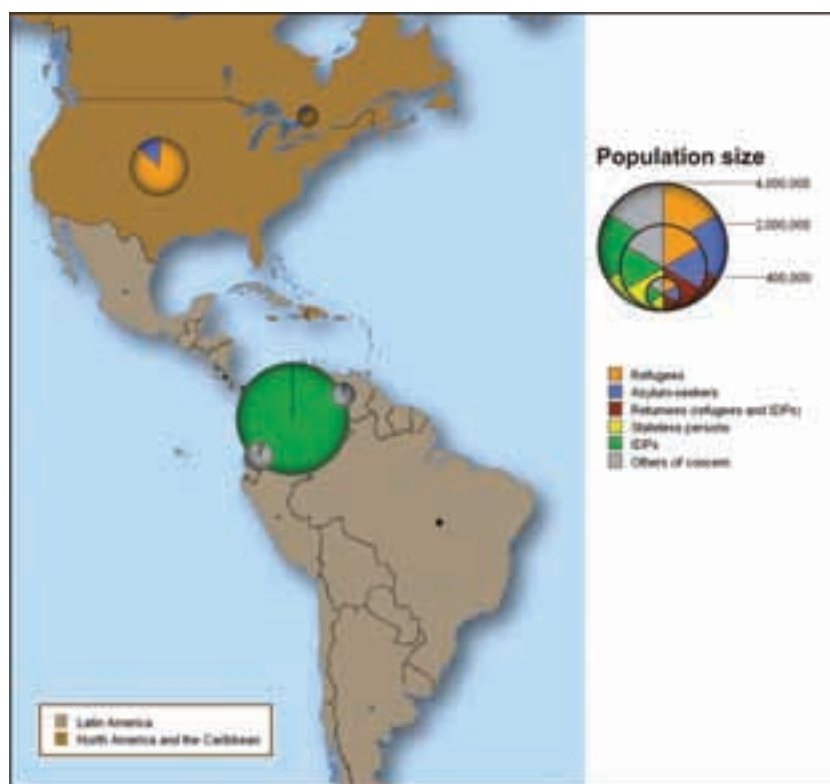 Population size
4,000,000
2,000,000
400,000
Refugees
Asylum-seekers
Returnees (refugees and IDPs)
Stateless persons
IDPs
Others of concern
Latin America
North America and the Caribbean